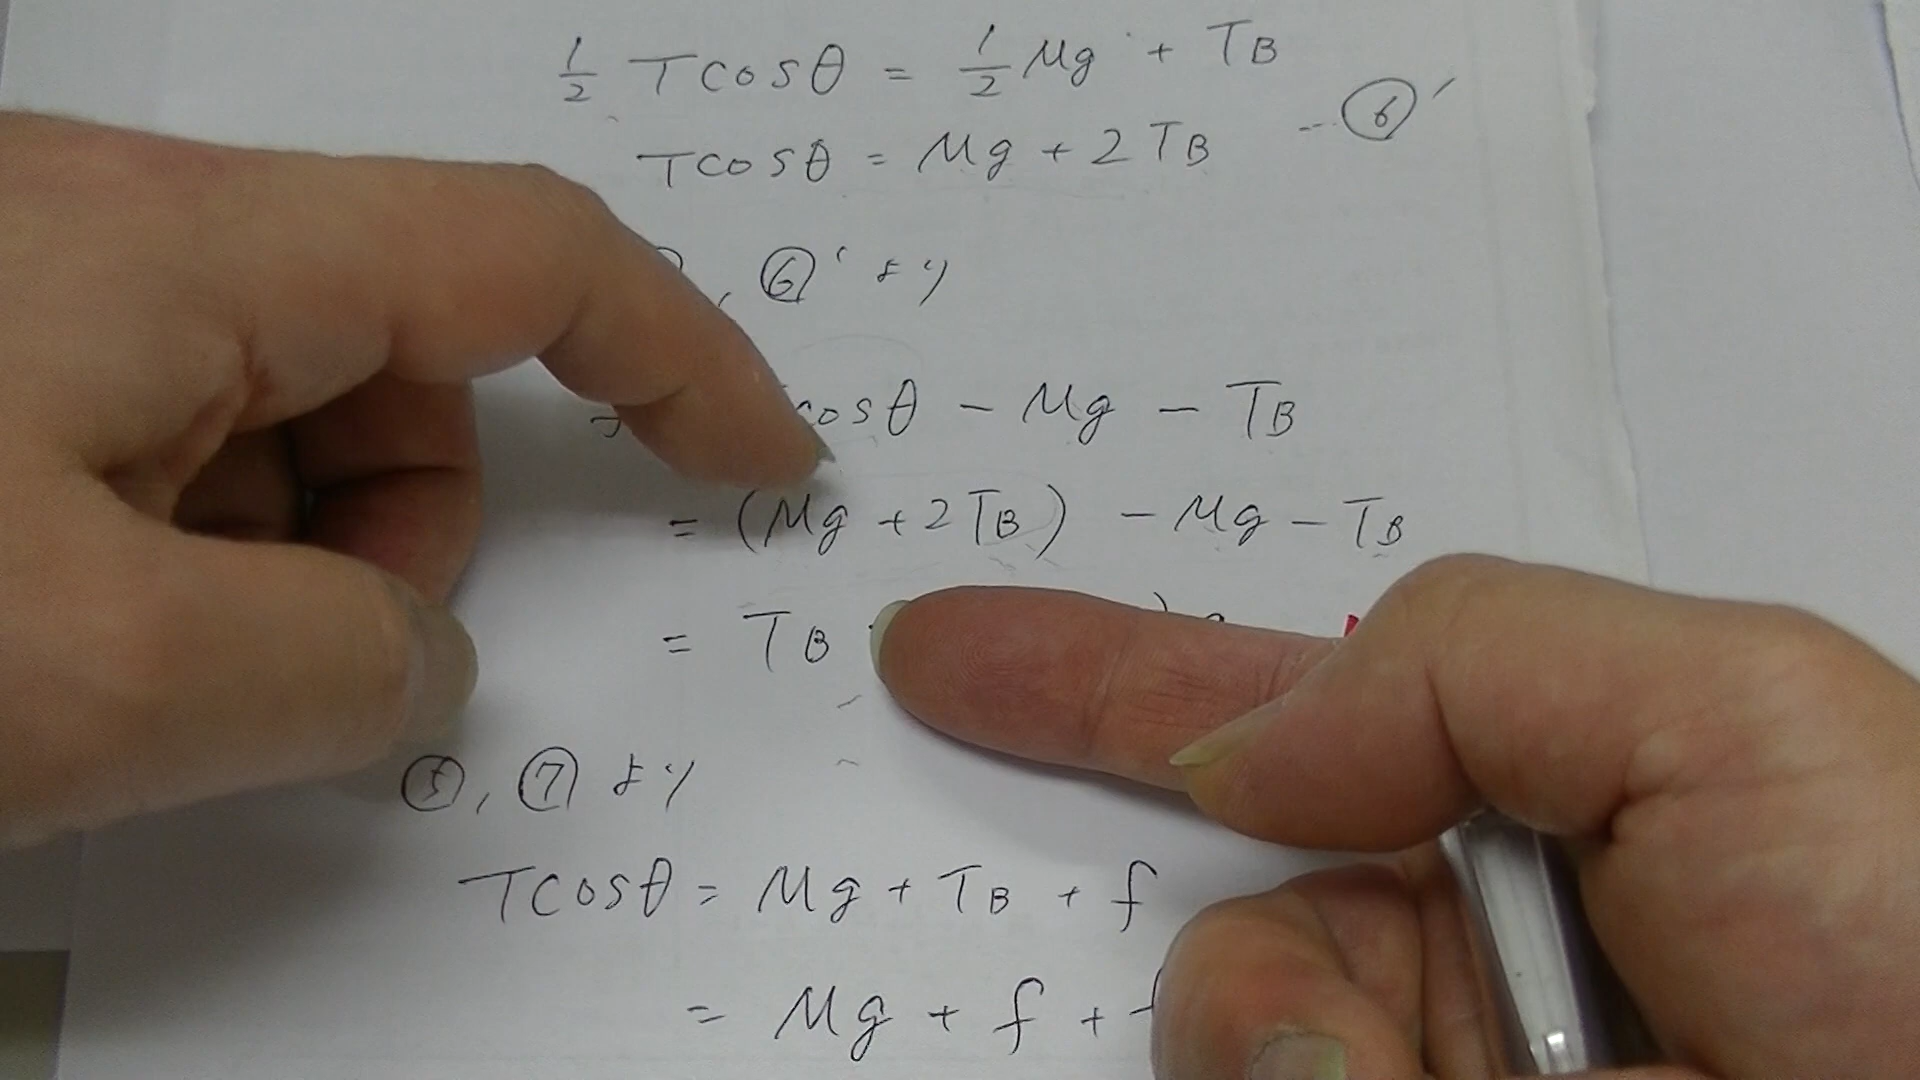 1/2 Tcosθ = 1/2 Mg + TB
Tcosθ = Mg + 2TB --⑥'
, ⑥' より
cosθ - Mg - TB
= (Mg + 2TB) - Mg - TB
= TB
⑤, ⑦ より
Tcosθ = Mg + TB + f
= Mg + f +